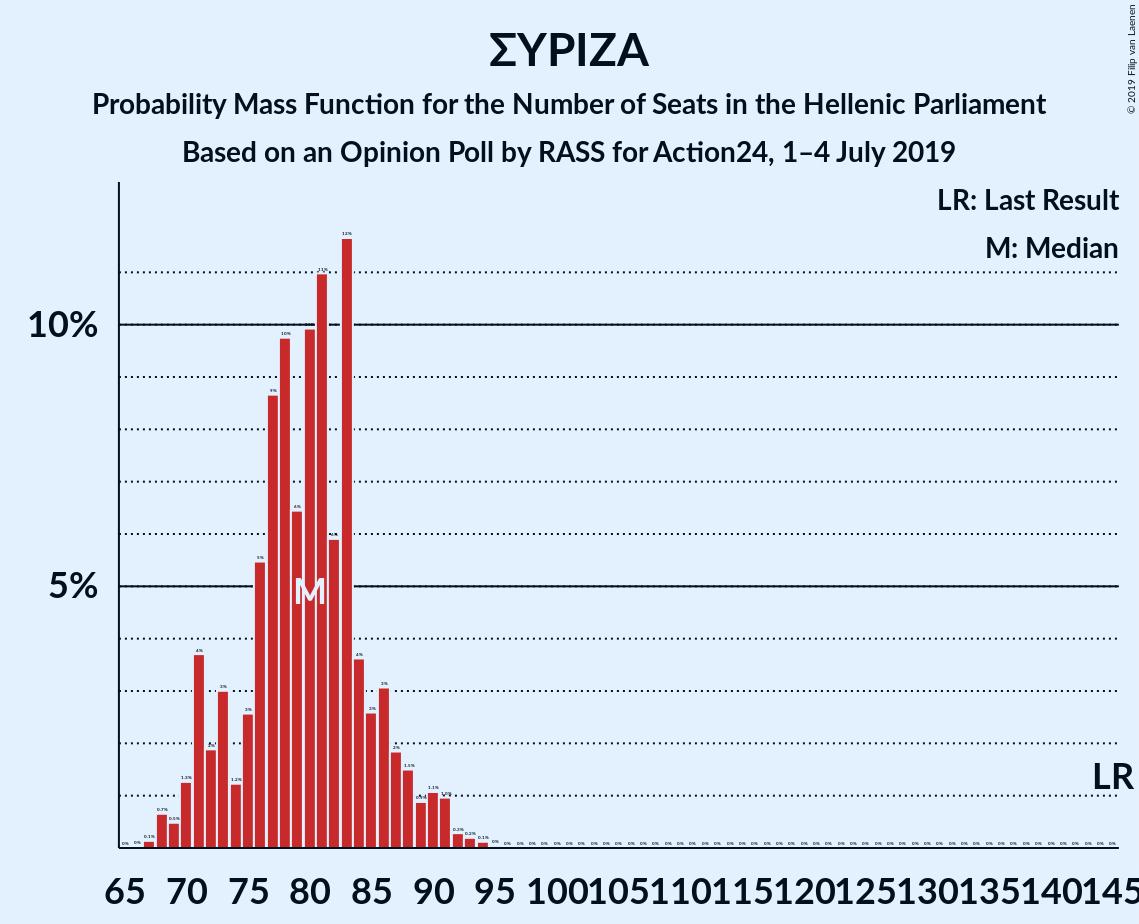 ΣΥΡΙΖΑ
Probability Mass Function for the Number of Seats in the Hellenic Parliament
Based on an Opinion Poll by RASS for Action24, 1–4 July 2019
© 2019 Filip van Laenen
LR: Last Result
M: Median
10%
5%
M
LR
65 70 75 80 85 90 95 100 105 110 115 120 125 130 135 140 145